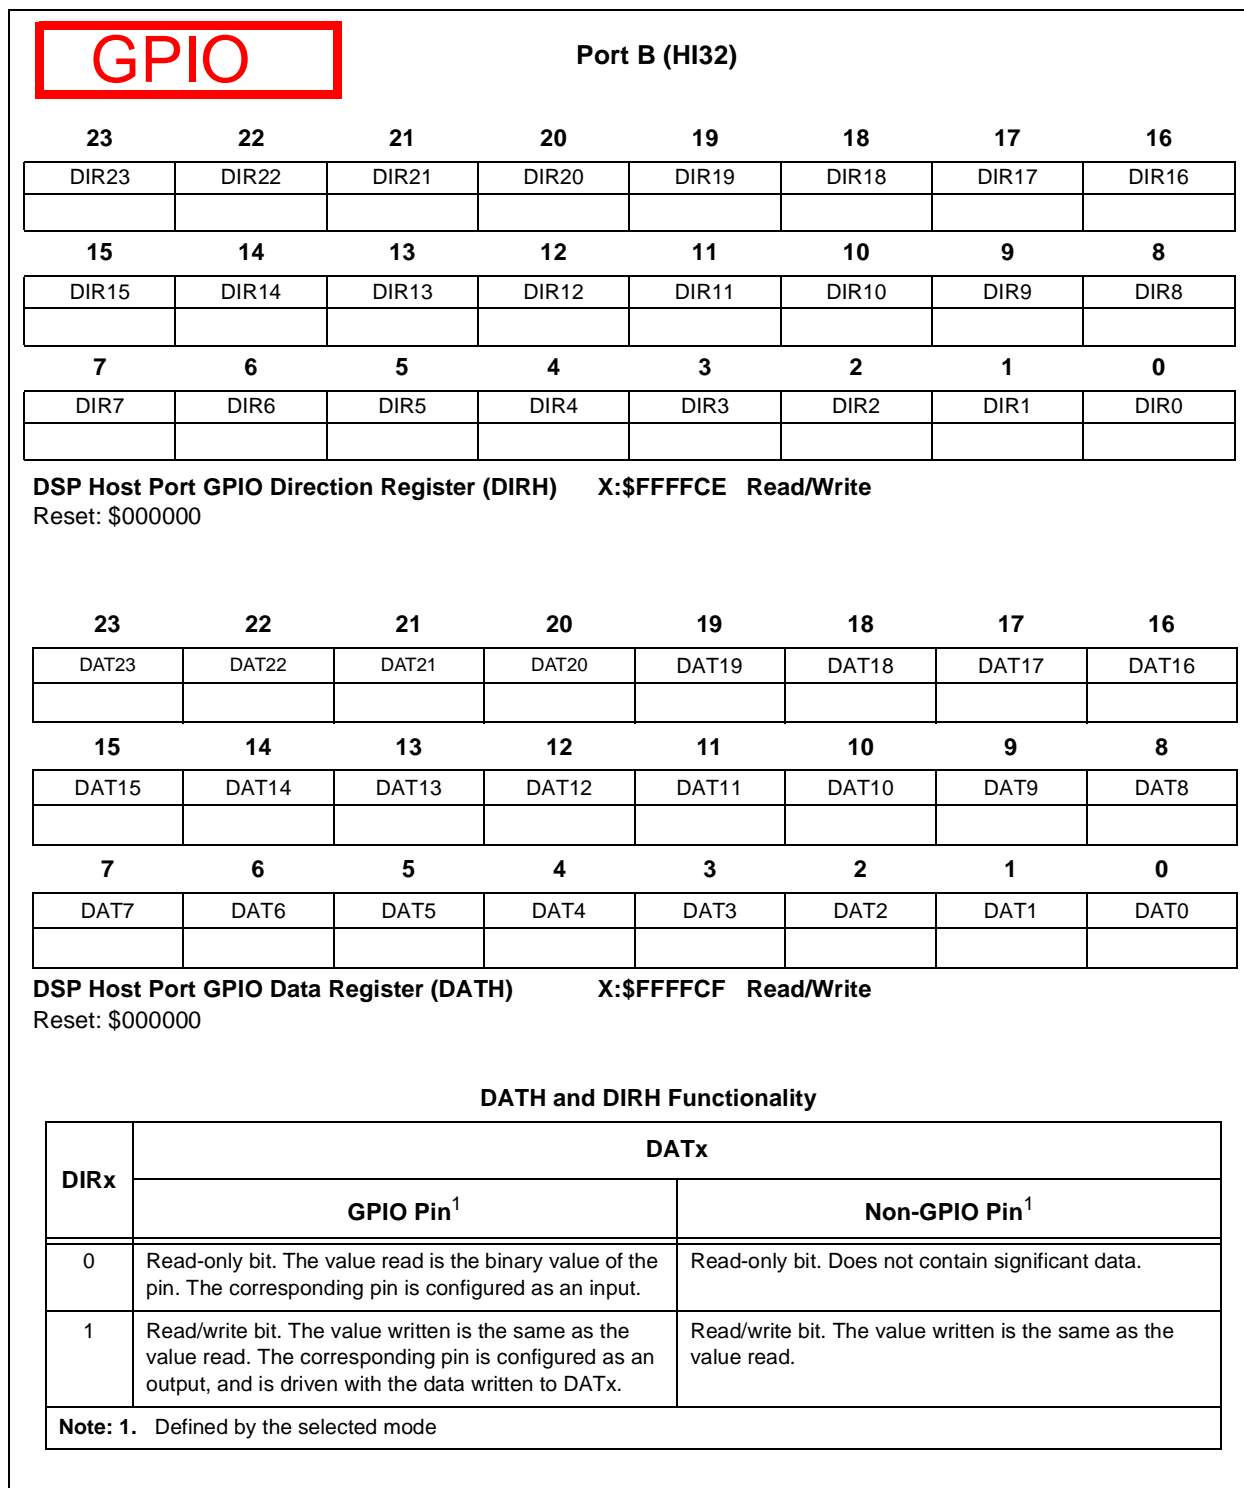 GPIO
Port B (HI32)
23 22 21 20 19 18 17 16
DIR23 DIR22 DIR21 DIR20 DIR19 DIR18 DIR17 DIR16
15 14 13 12 11 10 9 8
DIR15 DIR14 DIR13 DIR12 DIR11 DIR10 DIR9 DIR8
7 6 5 4 3 2 1 0
DIR7 DIR6 DIR5 DIR4 DIR3 DIR2 DIR1 DIR0
DSP Host Port GPIO Direction Register (DIRH) X:$FFFFCE Read/Write
Reset: $000000
23 22 21 20 19 18 17 16
DAT23 DAT22 DAT21 DAT20 DAT19 DAT18 DAT17 DAT16
15 14 13 12 11 10 9 8
DAT15 DAT14 DAT13 DAT12 DAT11 DAT10 DAT9 DAT8
7 6 5 4 3 2 1 0
DAT7 DAT6 DAT5 DAT4 DAT3 DAT2 DAT1 DAT0
DSP Host Port GPIO Data Register (DATH) X:$FFFFCF Read/Write
Reset: $000000
DATH and DIRH Functionality
DIRx
DATx
GPIO Pin1
Non-GPIO Pin1
0
Read-only bit. The value read is the binary value of the
pin. The corresponding pin is configured as an input.
Read-only bit. Does not contain significant data.
1
Read/write bit. The value written is the same as the
value read. The corresponding pin is configured as an
output, and is driven with the data written to DATx.
Read/write bit. The value written is the same as the
value read.
Note: 1. Defined by the selected mode